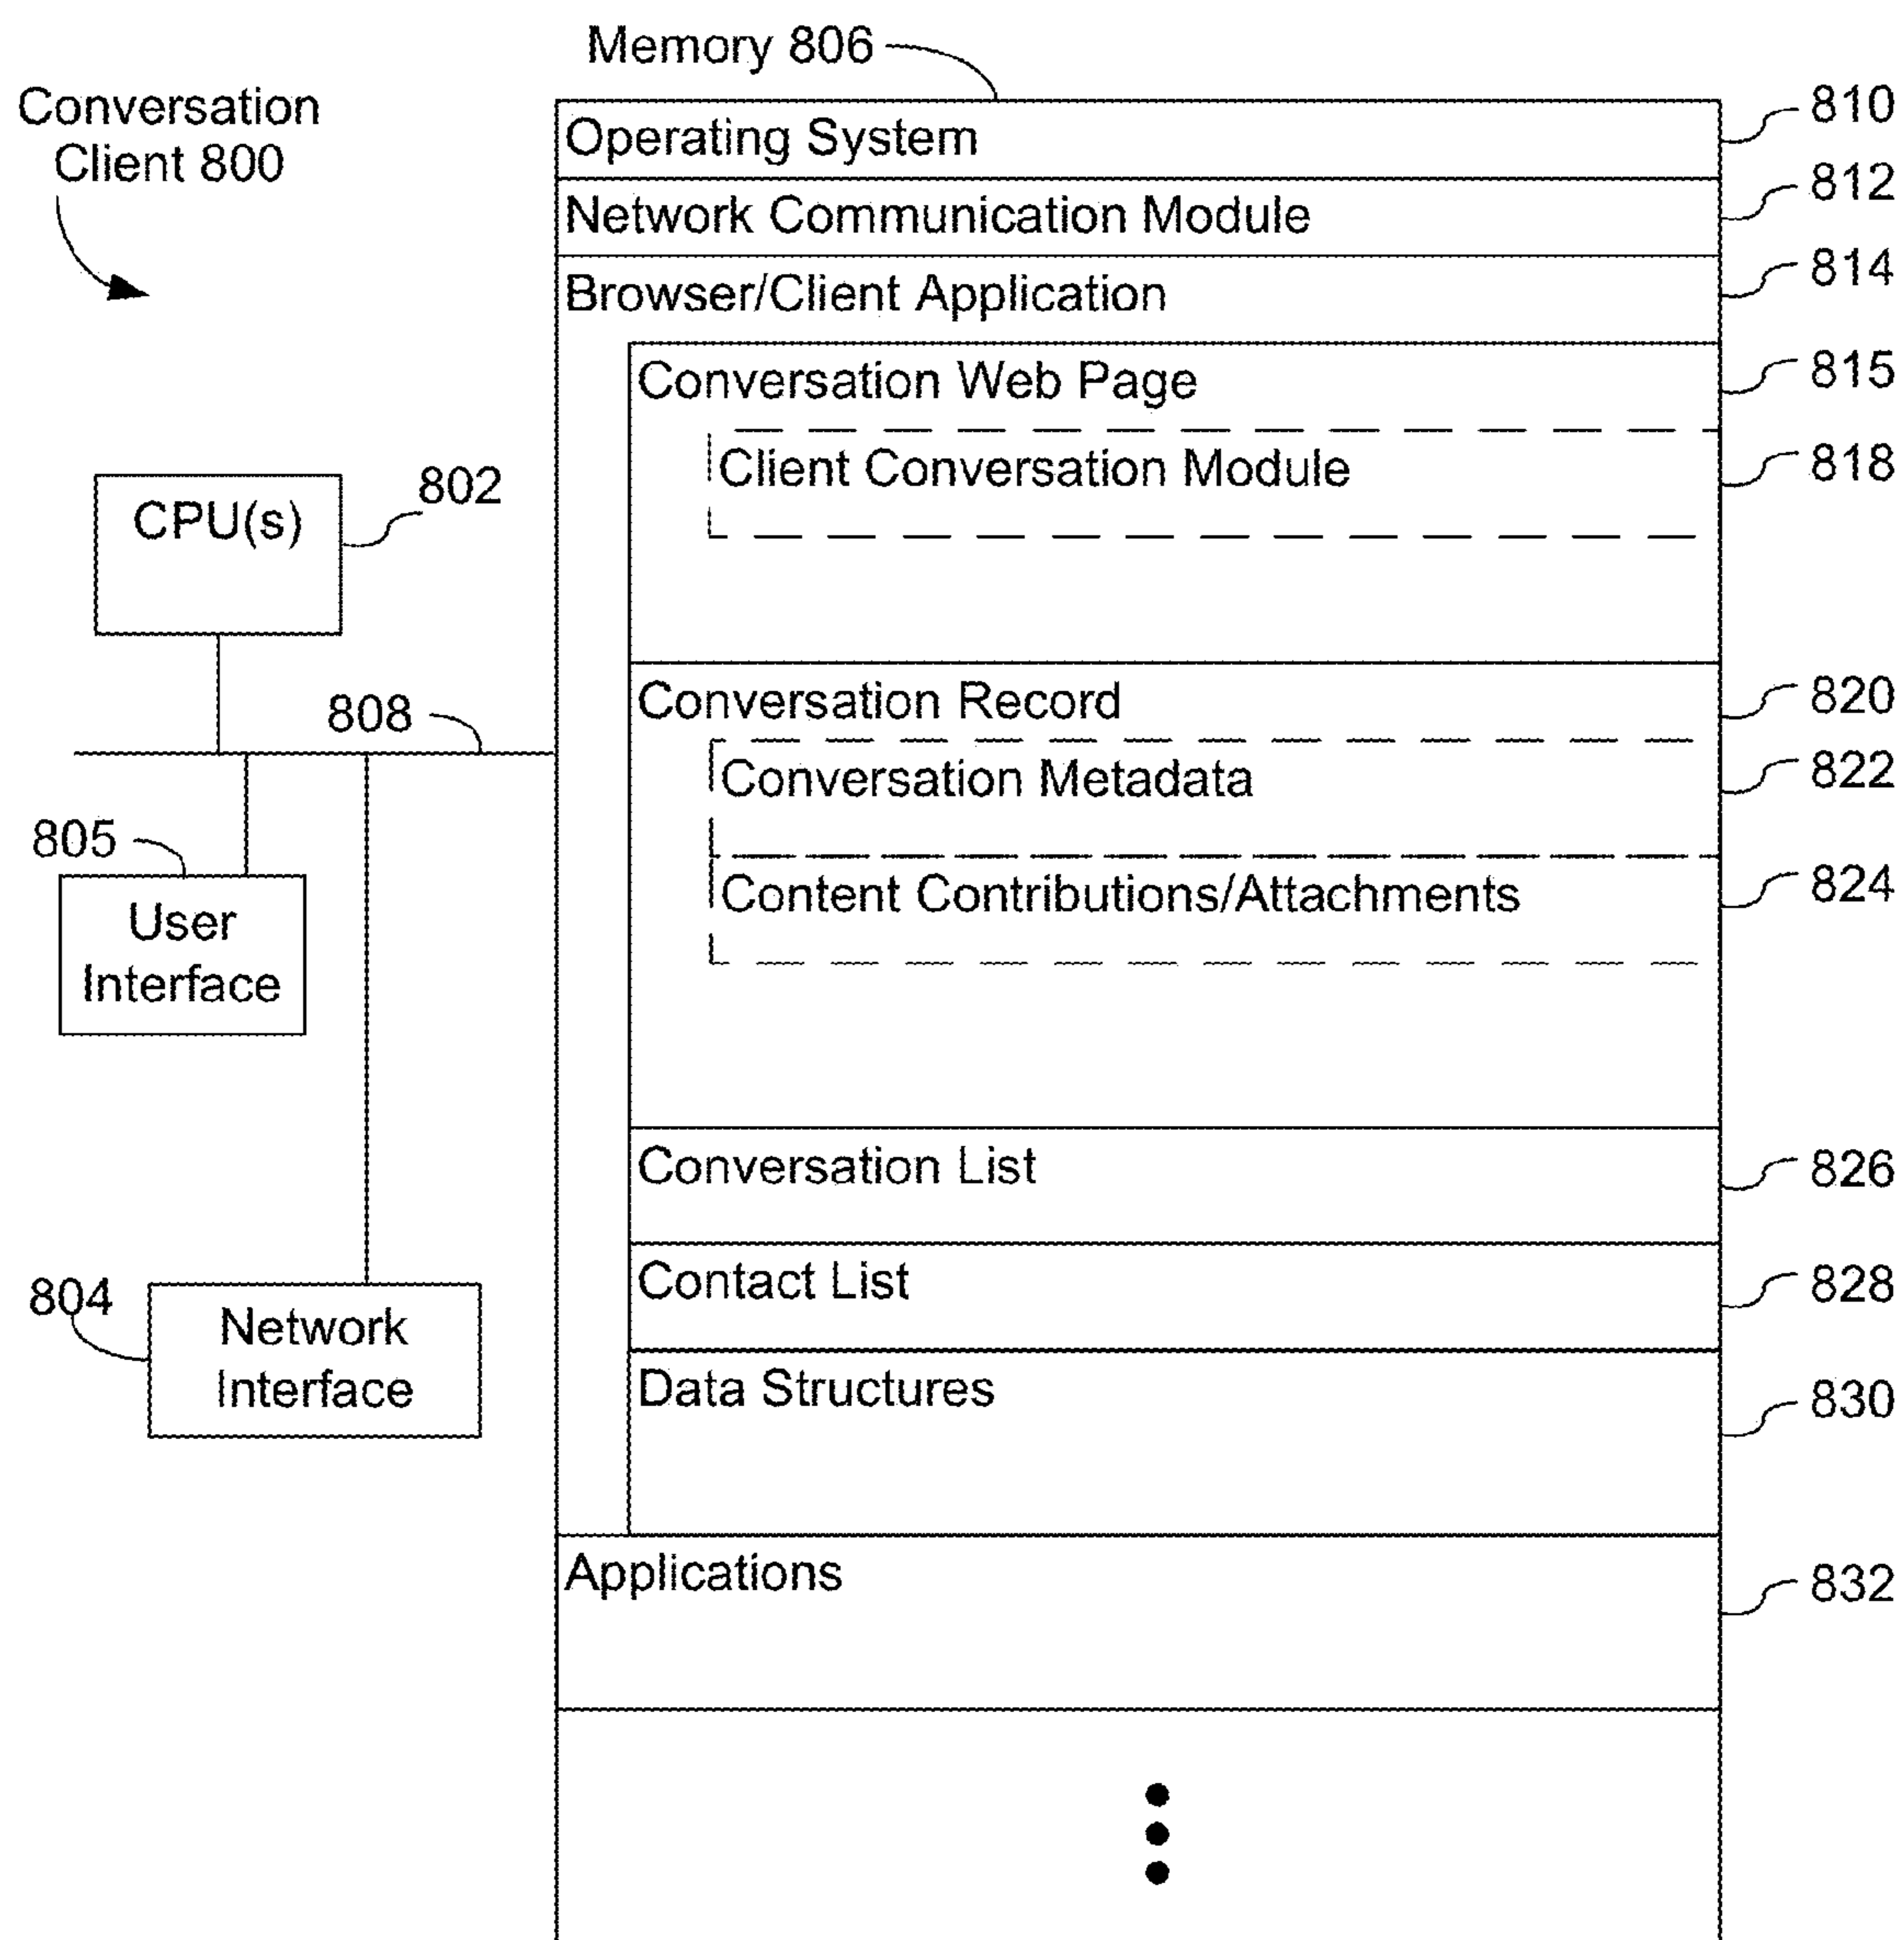 Memory 806
Conversation
Client 800
Operating System
810
Network Communication Module
812
Browser/Client Application
814
Conversation Web Page
815
Client Conversation Module
818
CPU(s)
802
Conversation Record
820
808
Conversation Metadata
822
805
Content Contributions/Attachments
824
User
Interface
Conversation List
826
Contact List
828
804
Network
Interface
Data Structures
830
Applications
832